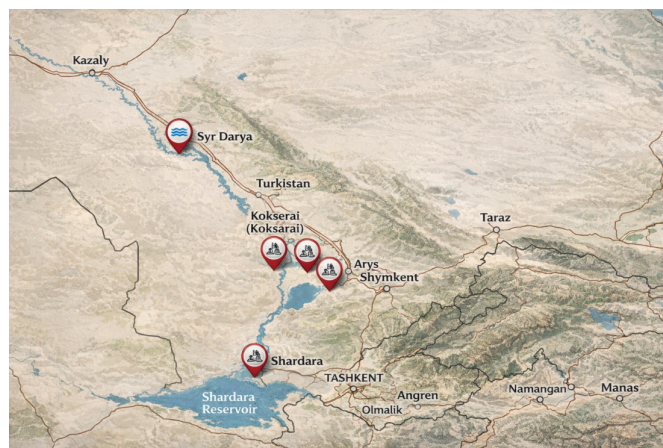 Kazaly
Syr Darya
Turkistan
Kokserai
(Koksarai)
Taraz
Arys
Shymkent
Shardara
TASHKENT
Shardara
Reservoir
Angren
Olmalik
Namangan
Manas